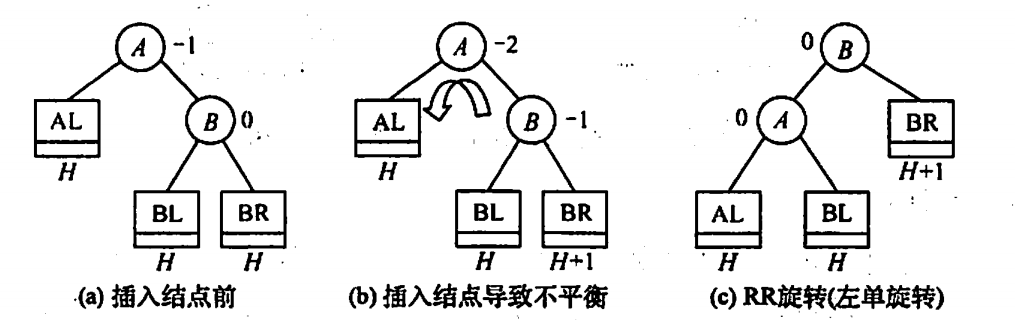 A -1
AL
H
B 0
BL
H
BR
H
(a) 插入结点前
A -2
AL
H
B -1
BL
H
BR
H+1
(b) 插入结点导致不平衡
0 B
0 A
BR
H+1
AL
H
BL
H
(c) RR旋转(左单旋转)